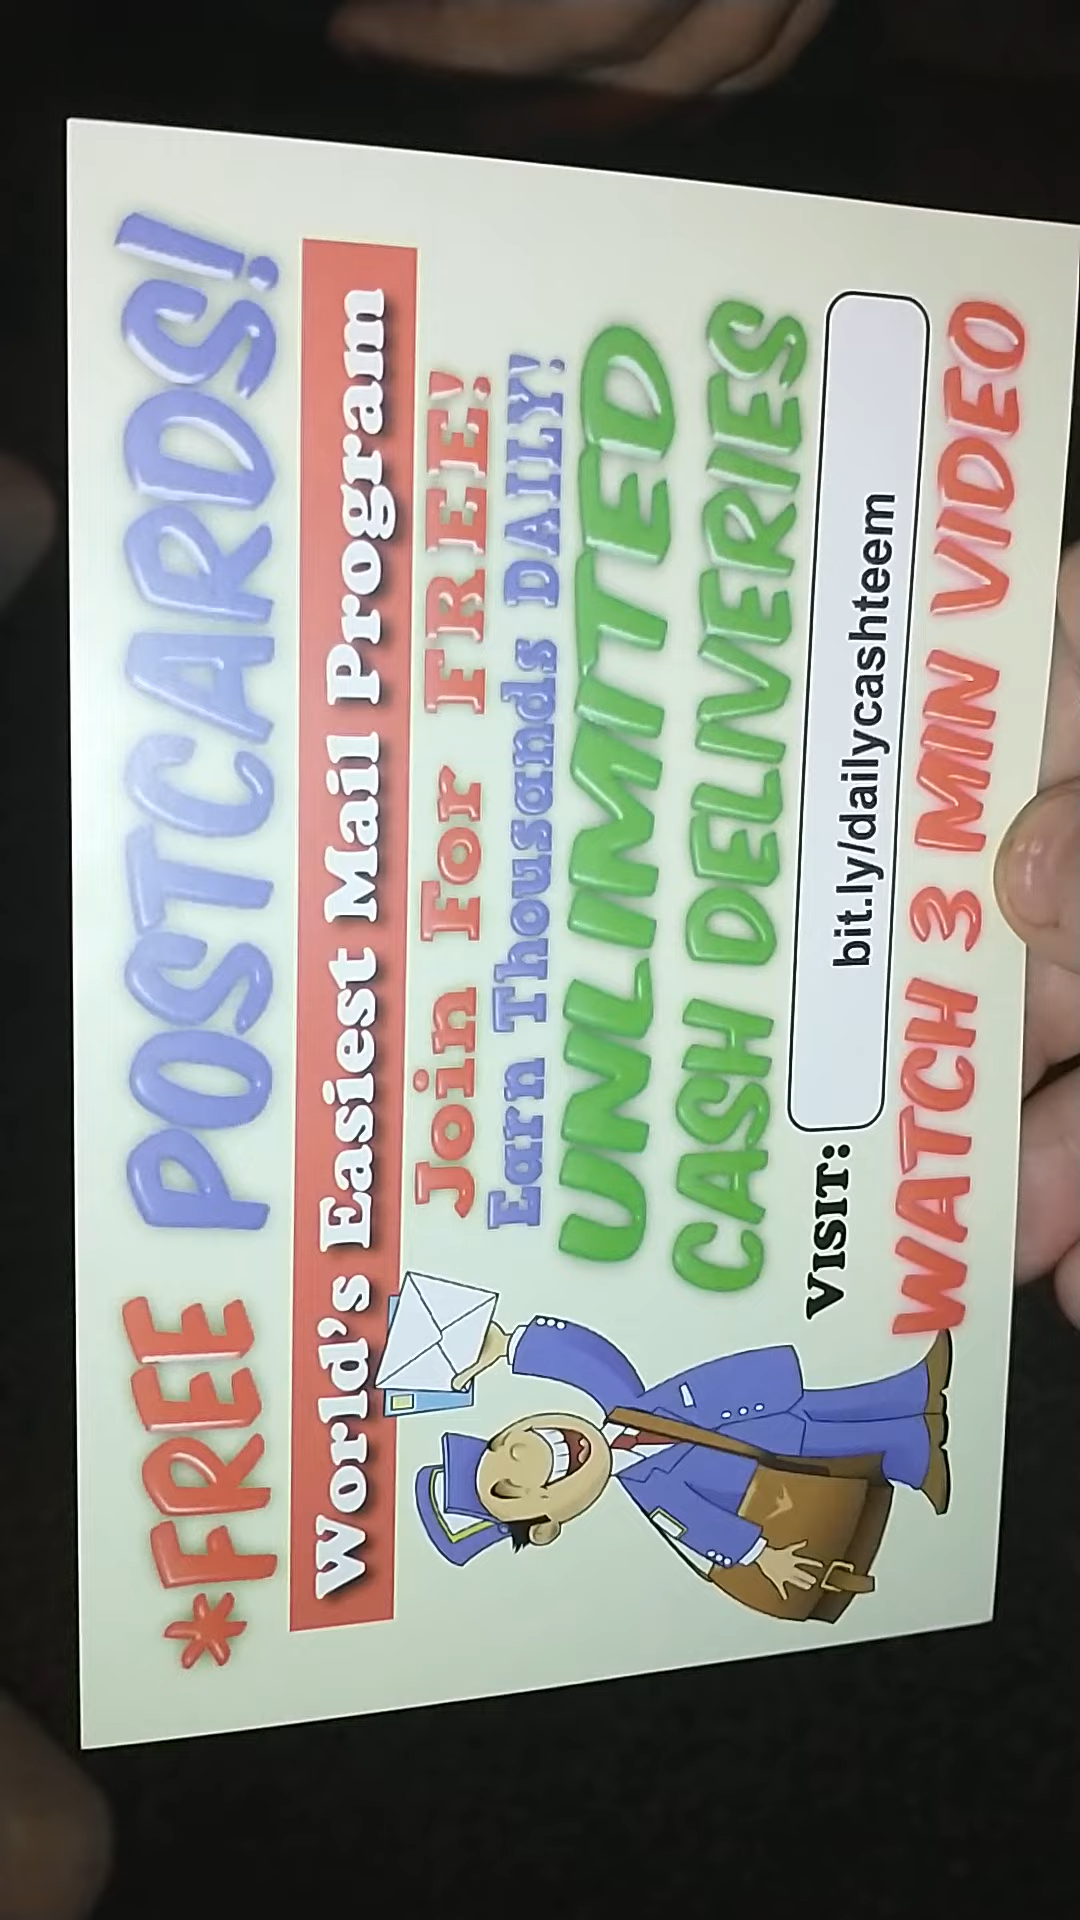 *FREE POSTCARDS!
World's Easiest Mail Program
Join For FREE!
Earn Thousands DAILY!
UNLIMITED
CASH DELIVERIES
VISIT: bit.ly/dailycashteem
WATCH 3 MIN VIDEO